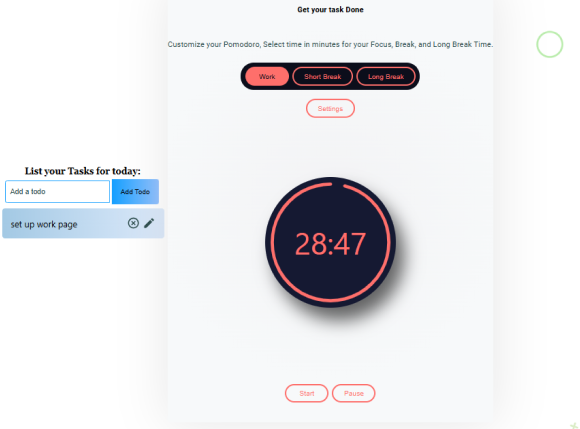 Get your task Done
Customize your Pomodoro, Select time in minutes for your Focus, Break, and Long Break Time.
Work Short Break Long Break
Settings
List your Tasks for today:
Add a todo Add Todo
set up work page
28:47
Start Pause